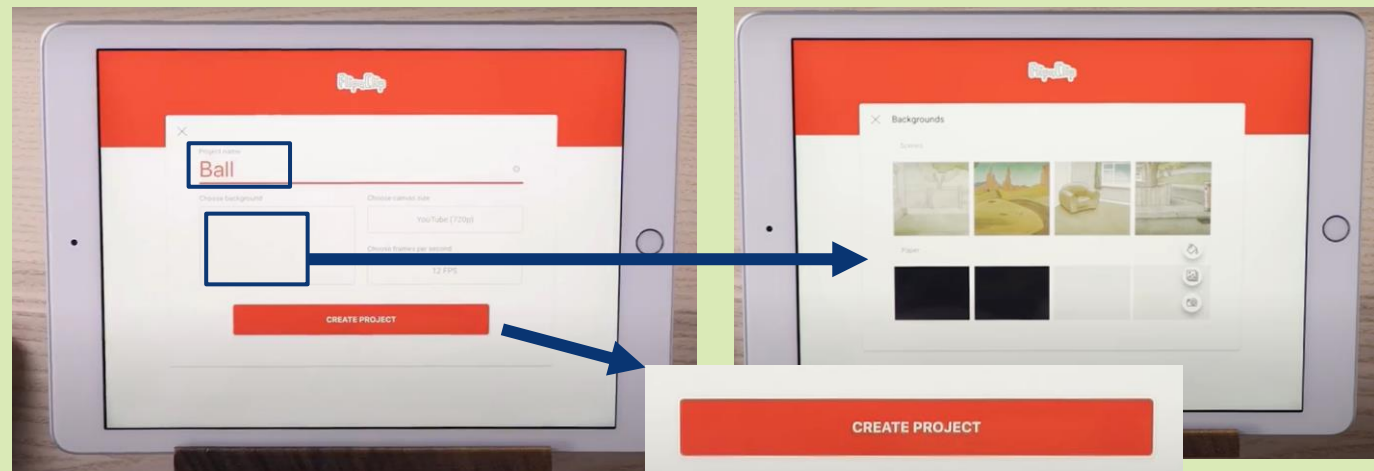 FlipaClip
Project name
Ball
Choose background
Choose canvas size
YouTube (720p)
Choose frames per second
12 FPS
CREATE PROJECT
FlipaClip
Backgrounds
Scenes
Paper
CREATE PROJECT